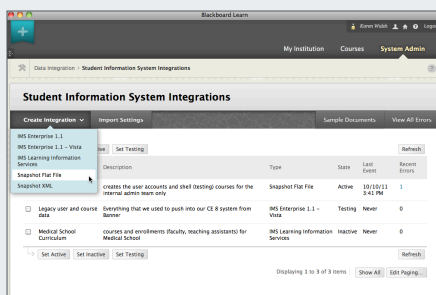 Blackboard Learn
Karen Walsh
Logout
My Institution Courses System Admin
Data Integration › Student Information System Integrations
Student Information System Integrations
Create Integration Import Settings Sample Documents View All Errors
IMS Enterprise 1.1
IMS Enterprise 1.1 – Vista
IMS Learning Information Services
Snapshot Flat File
Snapshot XML
Set Testing Refresh
Description Type State Last Event Recent Errors
creates the user accounts and shell (testing) courses for the internal admin team only Snapshot Flat File Active 10/10/11 3:41 PM 1
Legacy user and course data Everything that we used to push into our CE 8 system from Banner IMS Enterprise 1.1 – Vista Testing Never 0
Medical School Curriculum courses and enrollments (faculty, teaching assistants) for Medical School IMS Learning Information Services Inactive Never 0
Set Active Set Inactive Set Testing Refresh
Displaying 1 to 3 of 3 items Show All Edit Paging...